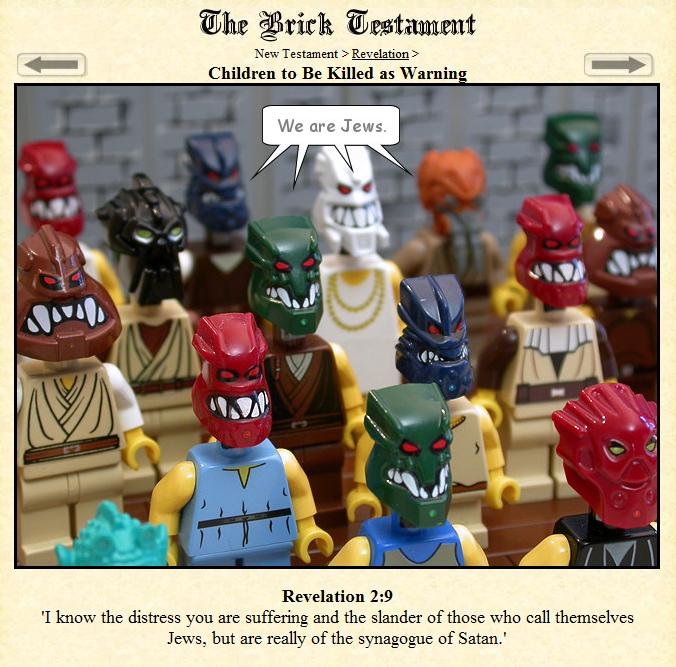 The Brick Testament
New Testament > Revelation >
Children to Be Killed as Warning
We are Jews.
Revelation 2:9
'I know the distress you are suffering and the slander of those who call themselves
Jews, but are really of the synagogue of Satan.'